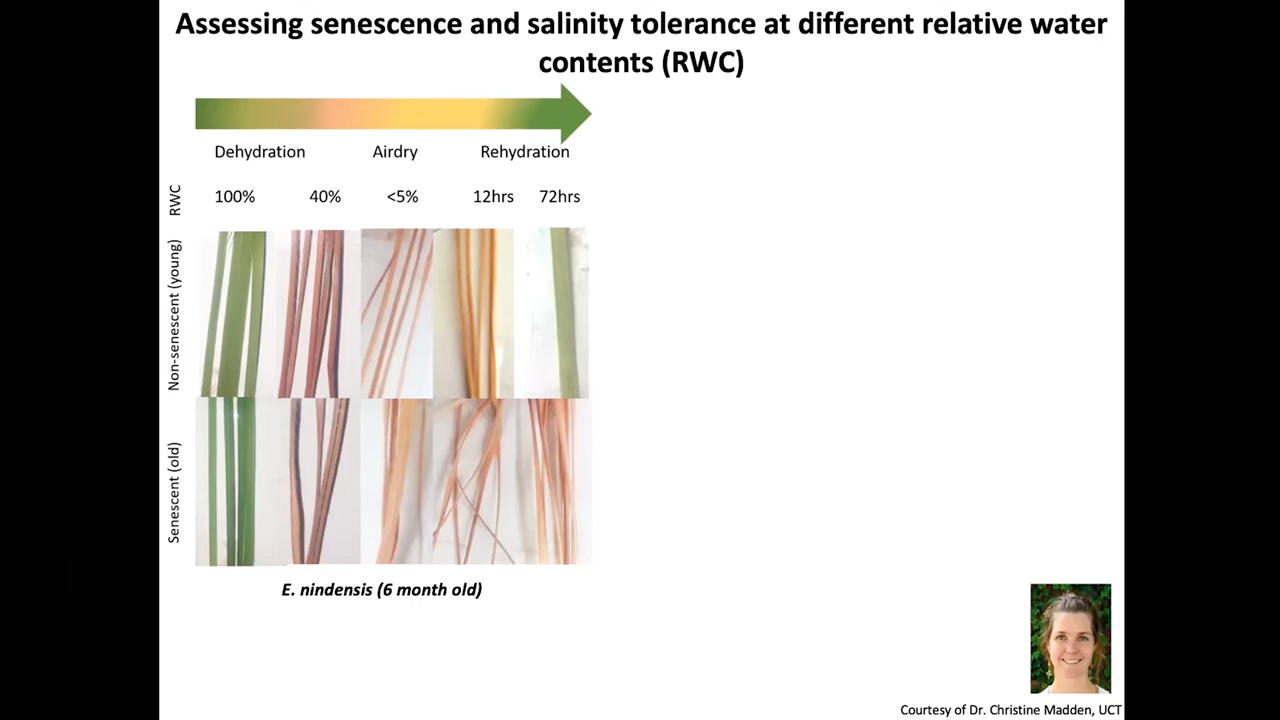 Assessing senescence and salinity tolerance at different relative water
contents (RWC)
Dehydration Airdry Rehydration
RWC 100% 40% <5% 12hrs 72hrs
Non-senescent (young)
Senescent (old)
E. nindensis (6 month old)
Courtesy of Dr. Christine Madden, UCT